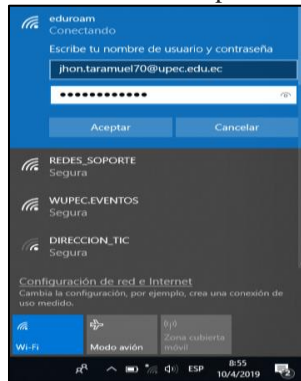 eduroam
Conectando
Escribe tu nombre de usuario y contraseña
jhon.taramuel70@upec.edu.ec
••••••••••••
Aceptar
Cancelar
REDES_SOPORTE
Segura
WUPEC.EVENTOS
Segura
DIRECCION_TIC
Segura
Configuración de red e Internet
Cambia la configuración, por ejemplo, crea una conexión de
uso medido.
Wi-Fi
Modo avión
Zona cubierta
móvil
ESP
8:55
10/4/2019